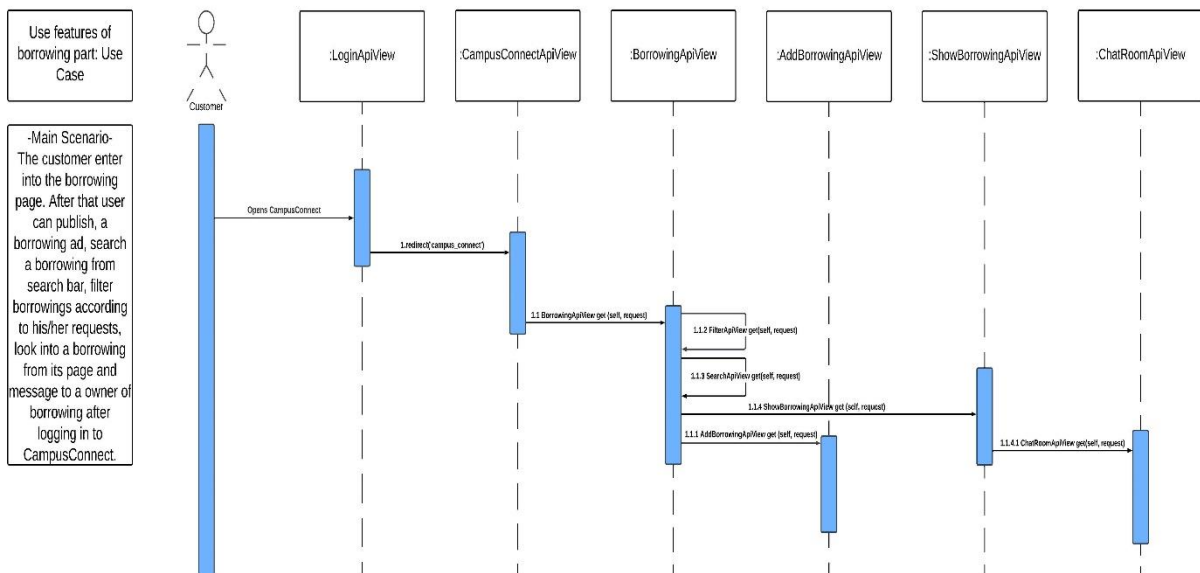 Use features of
borrowing part: Use
Case
Customer
:LoginApiView
:CampusConnectApiView
:BorrowingApiView
:AddBorrowingApiView
:ShowBorrowingApiView
:ChatRoomApiView
-Main Scenario-
The customer enter
into the borrowing
page. After that user
can publish, a
borrowing ad, search
a borrowing from
search bar, filter
borrowings according
to his/her requests,
look into a borrowing
from its page and
message to a owner of
borrowing after
logging in to
CampusConnect.
Opens CampusConnect
1.redirect('campus_connect')
1.1 BorrowingApiView get (self, request)
1.1.2 FilterApiView get(self, request)
1.1.3 SearchApiView get(self, request)
1.1.4 ShowBorrowingApiView get (self, request)
1.1.1 AddBorrowingApiView get (self, request)
1.1.4.1 ChatRoomApiView get(self, request)